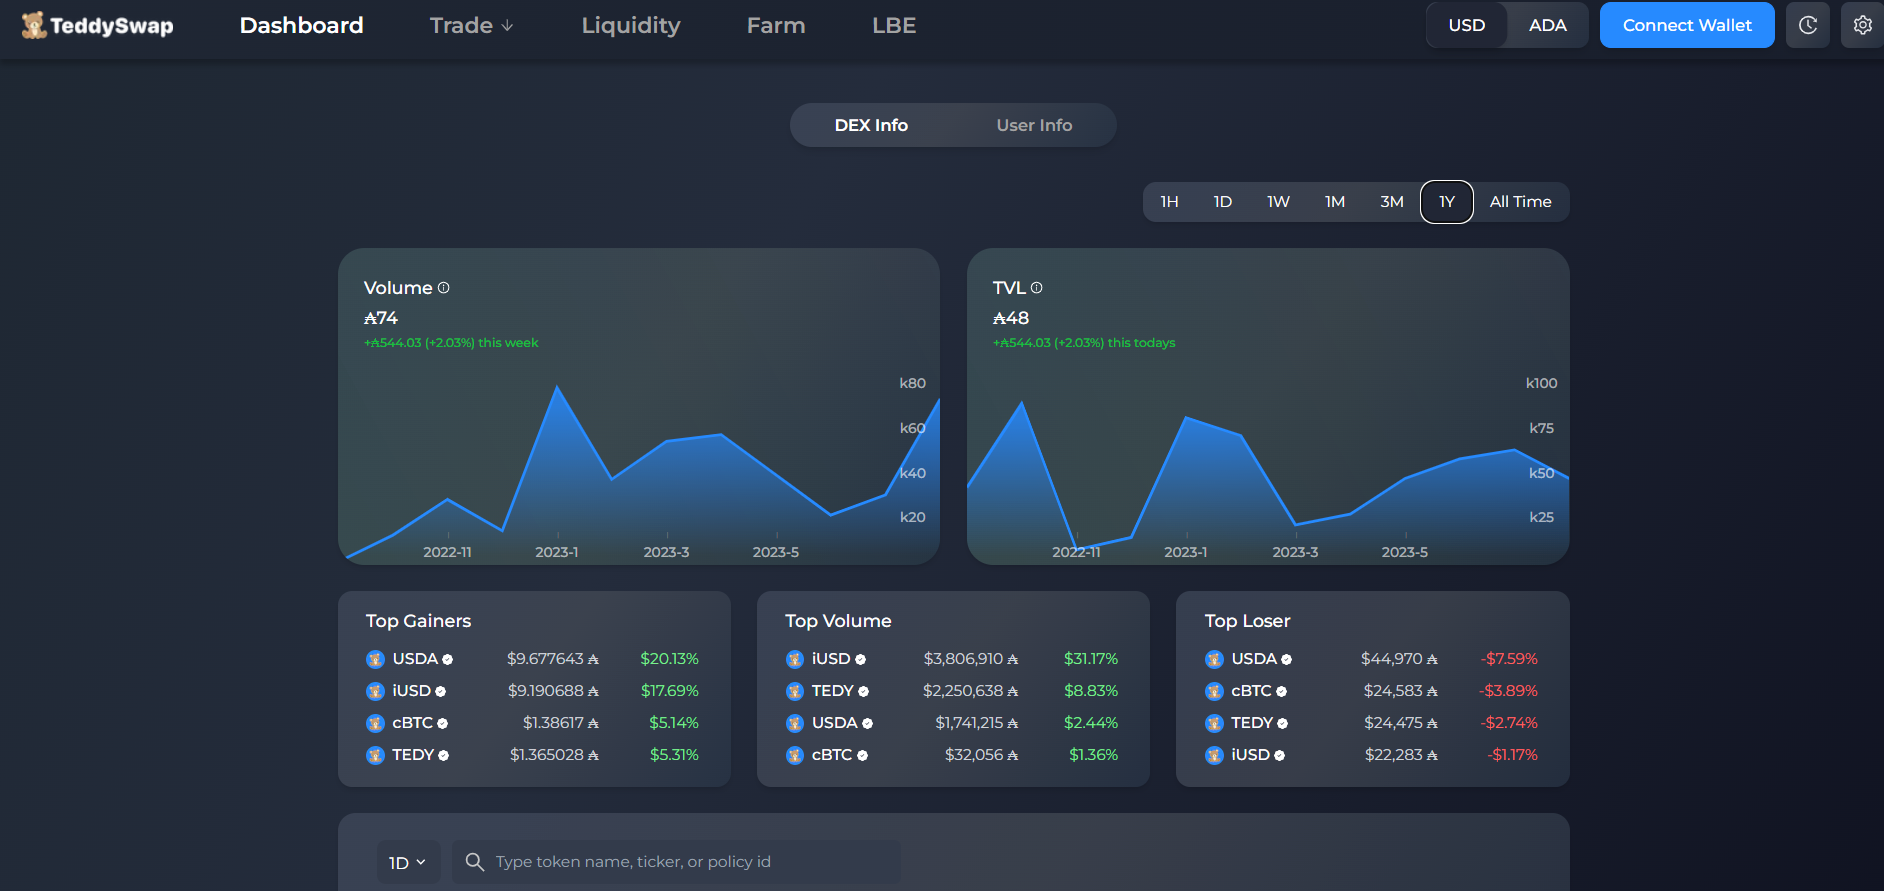 TeddySwap Dashboard Trade ↓ Liquidity Farm LBE USD ADA Connect Wallet
DEX Info User Info
1H 1D 1W 1M 3M 1Y All Time
Volume
₳74
+₳544.03 (+2.03%) this week
k80
k60
k40
k20
2022-11 2023-1 2023-3 2023-5
TVL
₳48
+₳544.03 (+2.03%) this todays
k100
k75
k50
k25
2022-11 2023-1 2023-3 2023-5
Top Gainers
USDA $9.677643 ₳ $20.13%
iUSD $9.190688 ₳ $17.69%
cBTC $1.38617 ₳ $5.14%
TEDY $1.365028 ₳ $5.31%
Top Volume
iUSD $3,806,910 ₳ $31.17%
TEDY $2,250,638 ₳ $8.83%
USDA $1,741,215 ₳ $2.44%
cBTC $32,056 ₳ $1.36%
Top Loser
USDA $44,970 ₳ -$7.59%
cBTC $24,583 ₳ -$3.89%
TEDY $24,475 ₳ -$2.74%
iUSD $22,283 ₳ -$1.17%
1D Type token name, ticker, or policy id